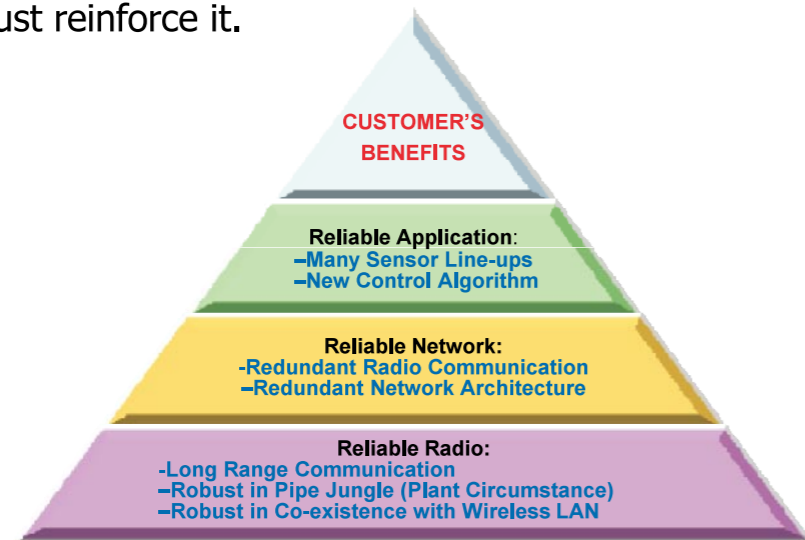 ust reinforce it.
CUSTOMER'S
BENEFITS
Reliable Application:
–Many Sensor Line-ups
–New Control Algorithm
Reliable Network:
-Redundant Radio Communication
–Redundant Network Architecture
Reliable Radio:
-Long Range Communication
–Robust in Pipe Jungle (Plant Circumstance)
–Robust in Co-existence with Wireless LAN